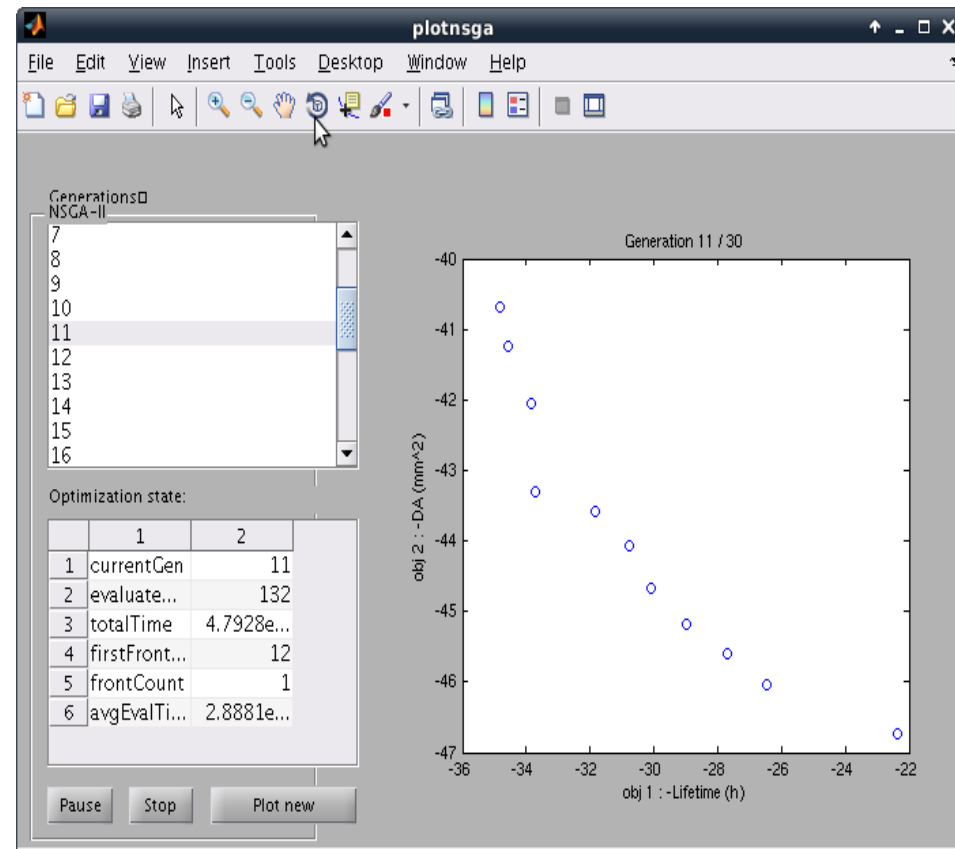 plotnsga
File Edit View Insert Tools Desktop Window Help
Generations
NSGA-II
7
8
9
10
11
12
13
14
15
16
Optimization state:
1 2
1 currentGen 11
2 evaluate... 132
3 totalTime 4.7928e...
4 firstFront... 12
5 frontCount 1
6 avgEvalTi... 2.8881e...
Pause Stop Plot new
Generation 11 / 30
-40
-41
-42
-43
-44
-45
-46
-47
obj 2 : -DA (mm^2)
-36 -34 -32 -30 -28 -26 -24 -22
obj 1 : -Lifetime (h)